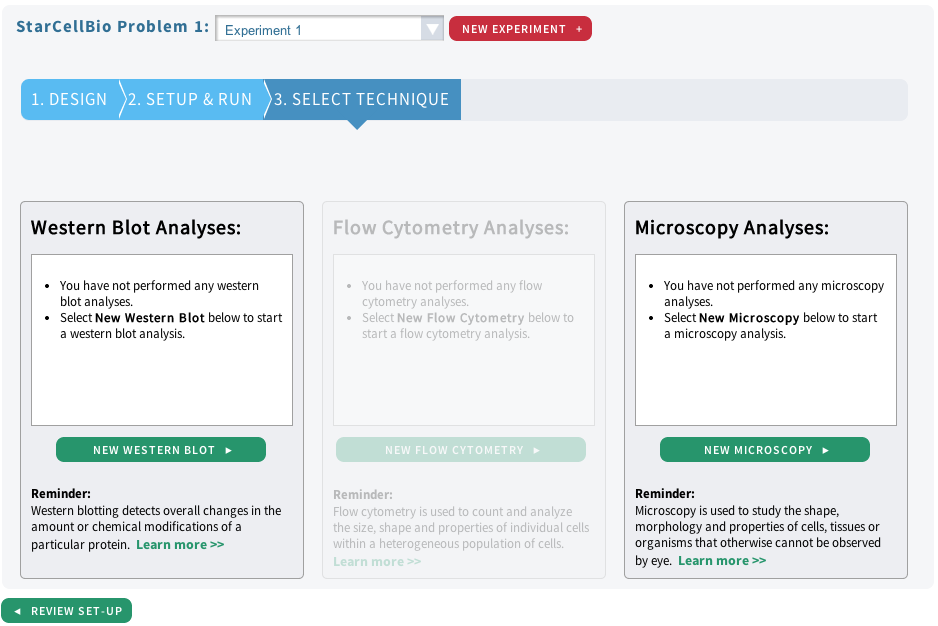 StarCellBio Problem 1:
Experiment 1
NEW EXPERIMENT +
1. DESIGN
2. SETUP & RUN
3. SELECT TECHNIQUE
Western Blot Analyses:
• You have not performed any western
blot analyses.
• Select New Western Blot below to start
a western blot analysis.
NEW WESTERN BLOT ►
Reminder:
Western blotting detects overall changes in the
amount or chemical modifications of a
particular protein. Learn more >>
Flow Cytometry Analyses:
• You have not performed any flow
cytometry analyses.
• Select New Flow Cytometry below to
start a flow cytometry analysis.
NEW FLOW CYTOMETRY ►
Reminder:
Flow cytometry is used to count and analyze
the size, shape and properties of individual cells
within a heterogeneous population of cells.
Learn more >>
Microscopy Analyses:
• You have not performed any microscopy
analyses.
• Select New Microscopy below to start
a microscopy analysis.
NEW MICROSCOPY ►
Reminder:
Microscopy is used to study the shape,
morphology and properties of cells, tissues or
organisms that otherwise cannot be observed
by eye. Learn more >>
◄ REVIEW SET-UP